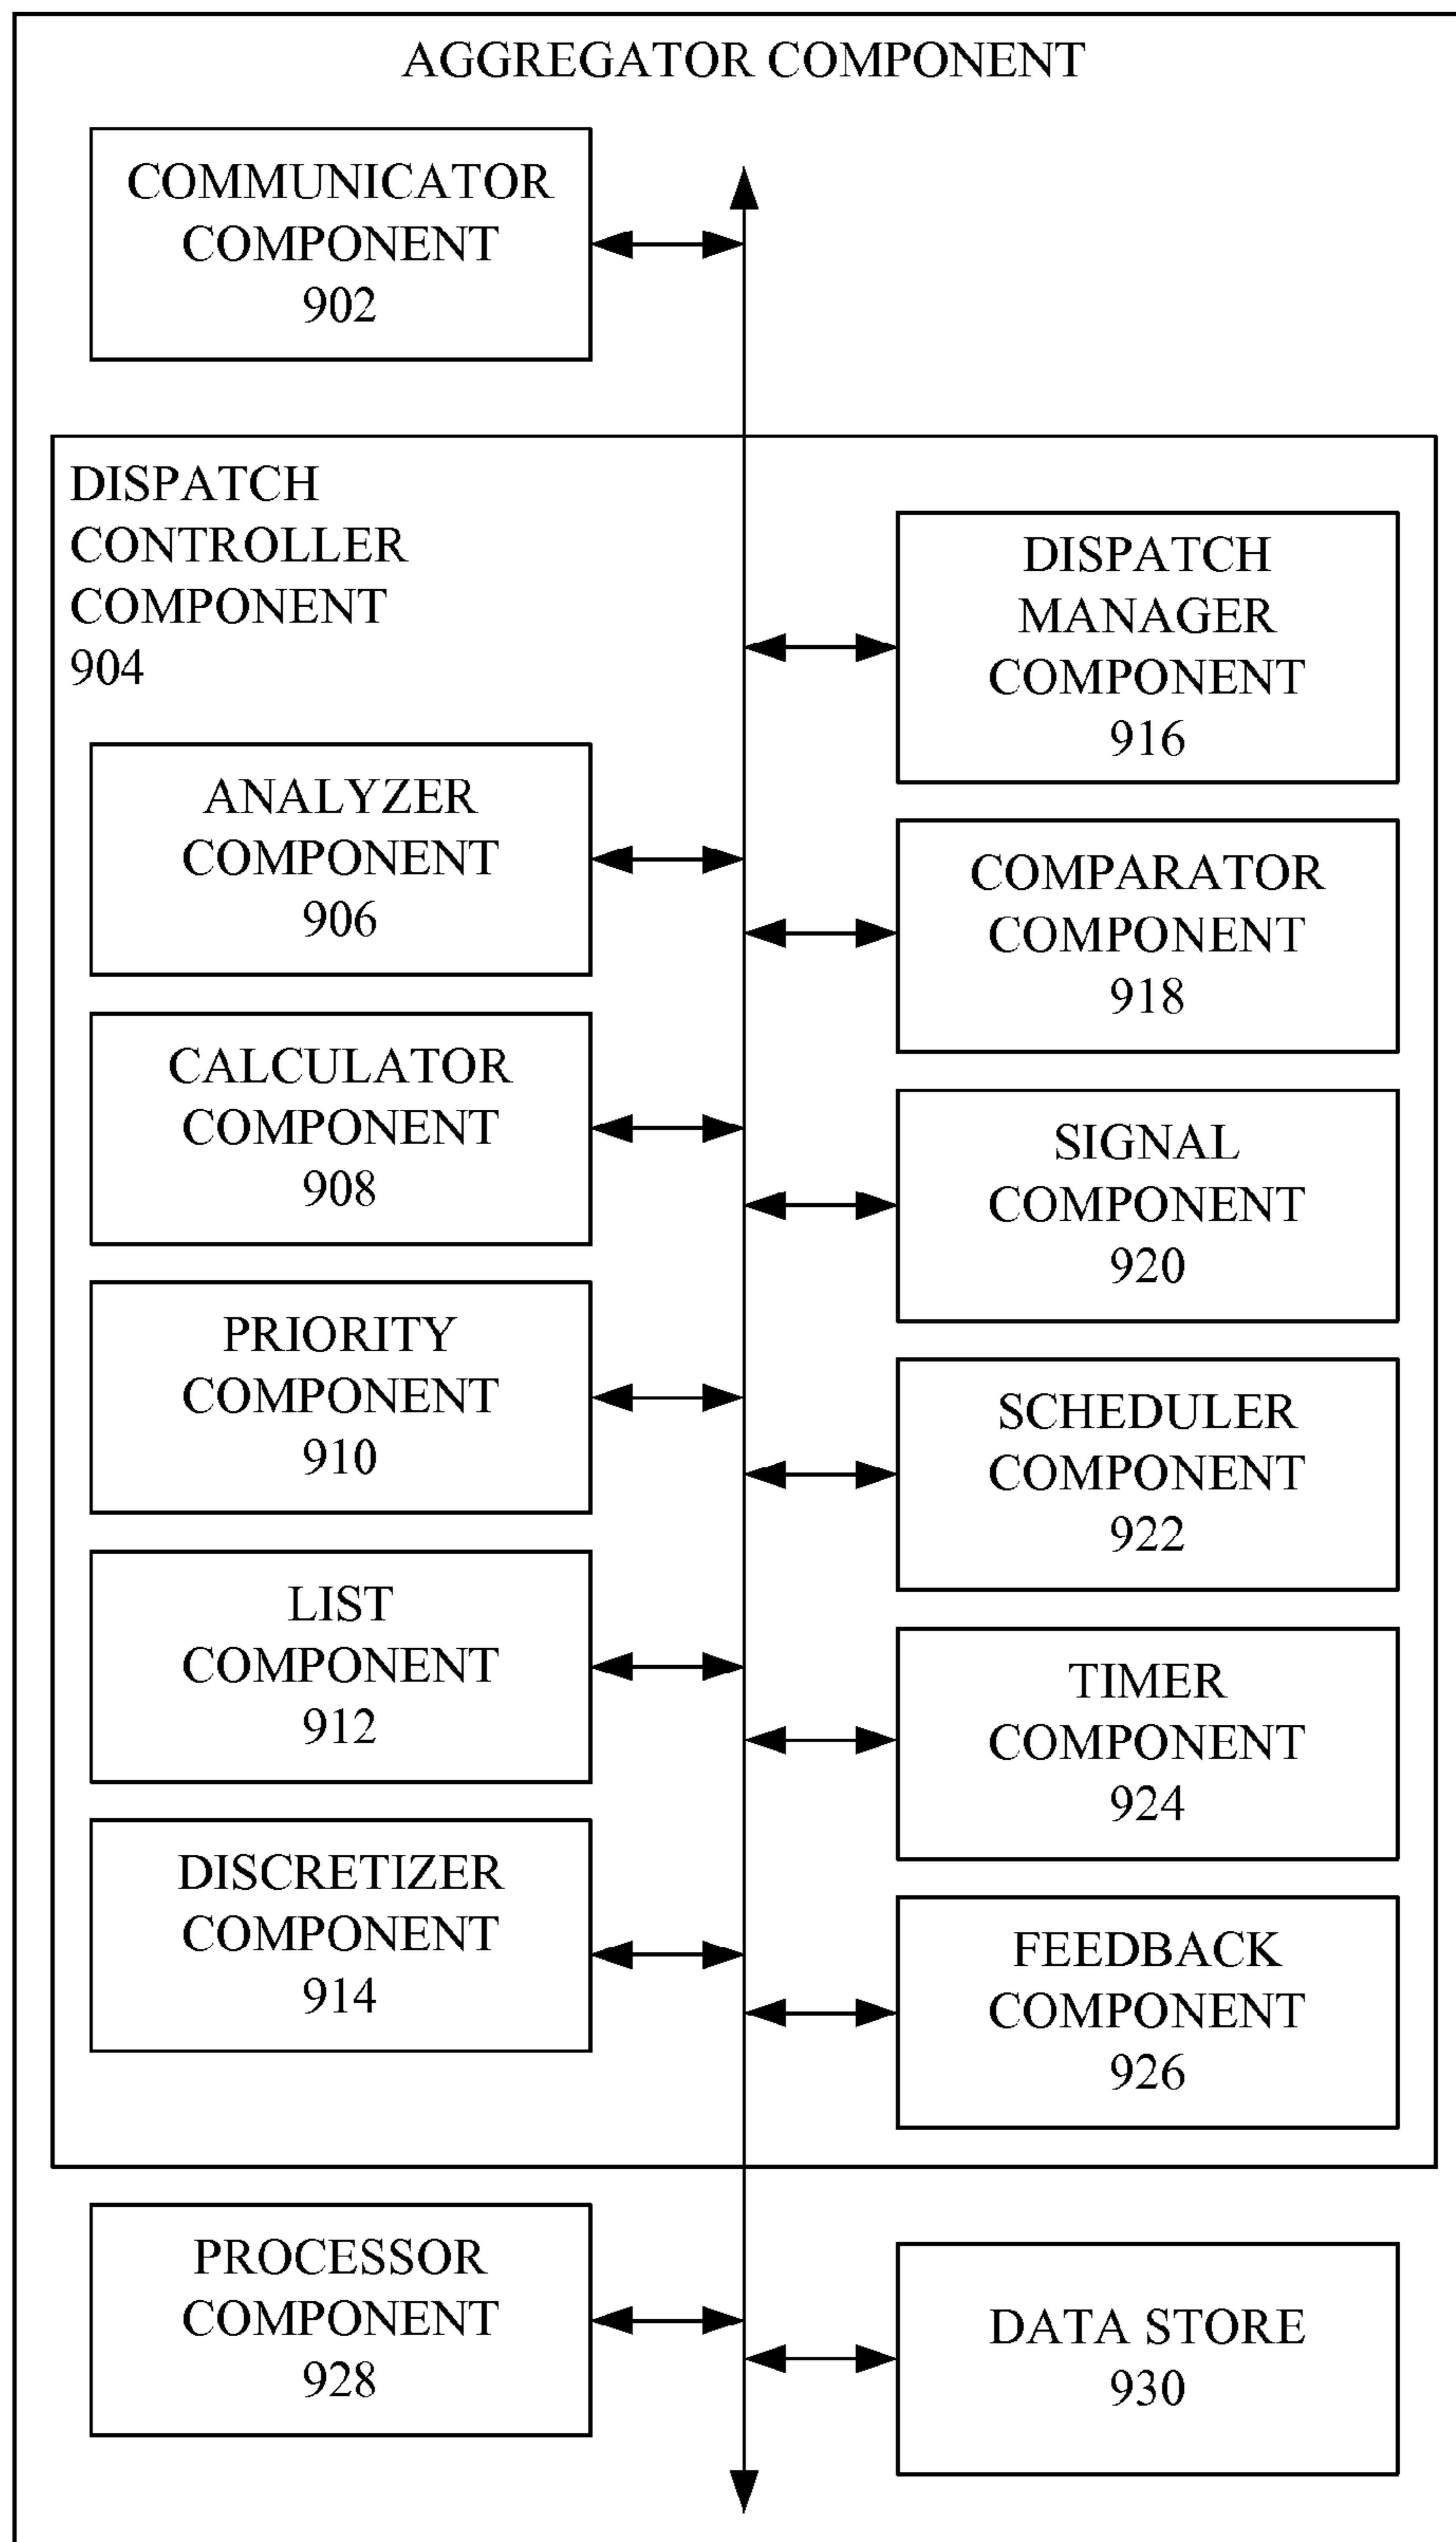 AGGREGATOR COMPONENT
COMMUNICATOR
COMPONENT
902
DISPATCH
CONTROLLER
COMPONENT
904
ANALYZER
COMPONENT
906
CALCULATOR
COMPONENT
908
PRIORITY
COMPONENT
910
LIST
COMPONENT
912
DISCRETIZER
COMPONENT
914
DISPATCH
MANAGER
COMPONENT
916
COMPARATOR
COMPONENT
918
SIGNAL
COMPONENT
920
SCHEDULER
COMPONENT
922
TIMER
COMPONENT
924
FEEDBACK
COMPONENT
926
PROCESSOR
COMPONENT
928
DATA STORE
930